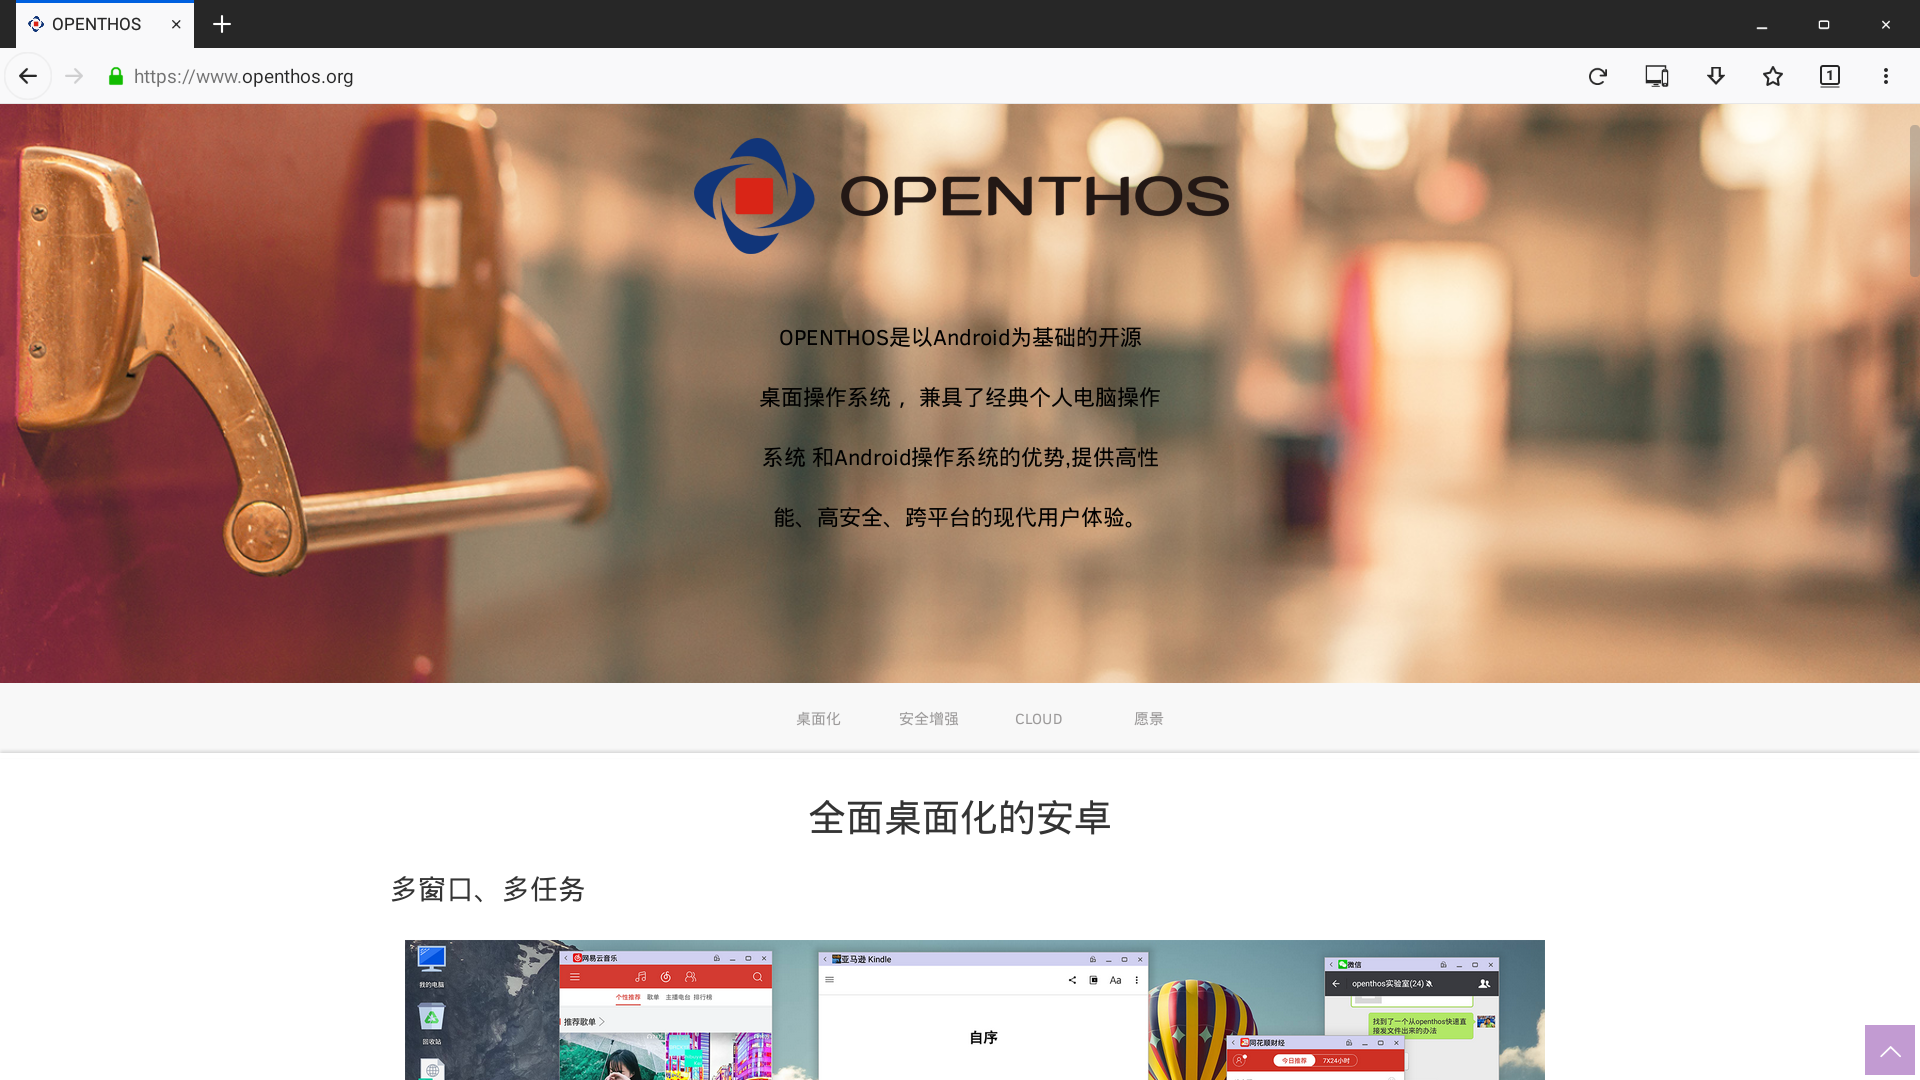 OPENTHOS
https://www.openthos.org
1
OPENTHOS
OPENTHOS是以Android为基础的开源
桌面操作系统，兼具了经典个人电脑操作
系统 和Android操作系统的优势,提供高性
能、高安全、跨平台的现代用户体验。
桌面化 安全增强 CLOUD 愿景
全面桌面化的安卓
多窗口、多任务
我的电脑
回收站
网易云音乐
个性推荐 歌单 主播电台 排行榜
推荐歌单
亚马逊 Kindle
Aa
自序
微信
openthos实验室(24)
找到了一个从openthos快速直
接发文件出来的办法
同花顺财经
今日推荐 7X24小时